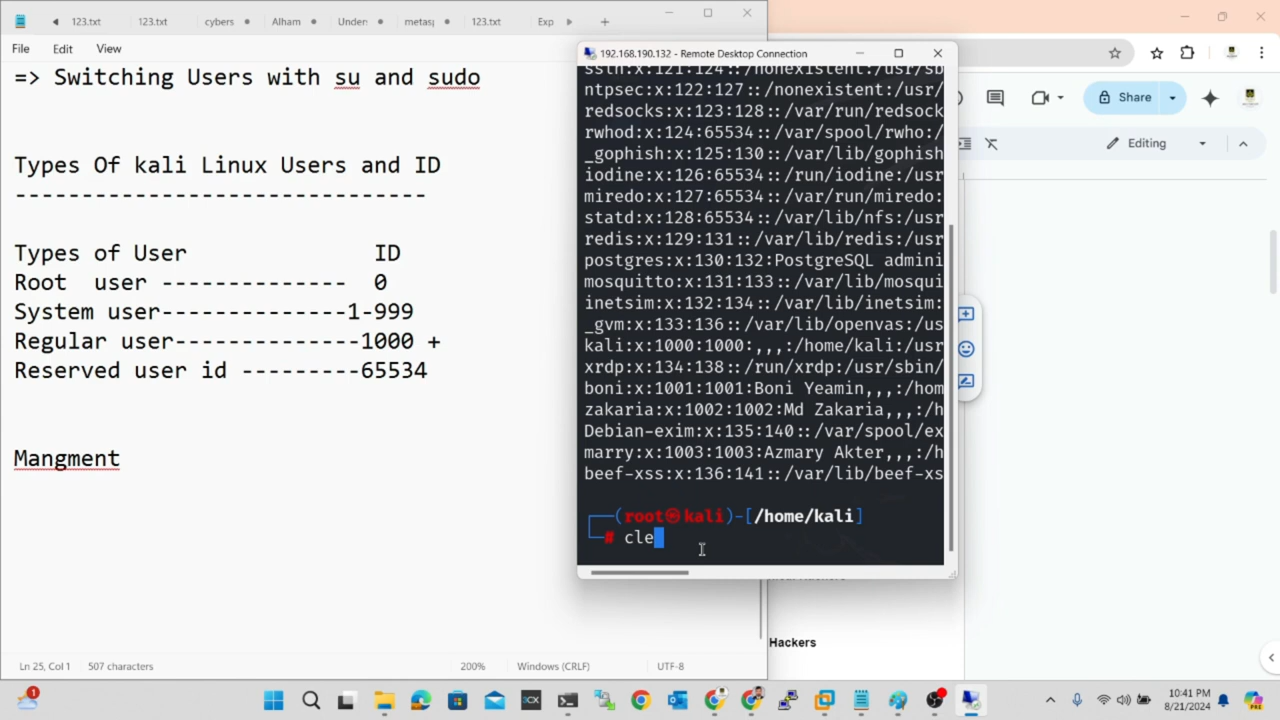 123.txt
123.txt
cybers
Alham
Under
metas
123.txt
Exp
File Edit View
=> Switching Users with su and sudo
Types Of kali Linux Users and ID
-------------------------------
Types of User ID
Root user -------------- 0
System user--------------1-999
Regular user--------------1000 +
Reserved user id ---------65534
Mangment
Ln 25, Col 1
507 characters
200%
Windows (CRLF)
UTF-8
192.168.190.132 - Remote Desktop Connection
ntpsec:x:122:127::/nonexistent:/usr/
redsocks:x:123:128::/var/run/redsock
rwhod:x:124:65534::/var/spool/rwho:/
_gophish:x:125:130::/var/lib/gophish
iodine:x:126:65534::/run/iodine:/usr
miredo:x:127:65534::/var/run/miredo:
statd:x:128:65534::/var/lib/nfs:/usr
redis:x:129:131::/var/lib/redis:/usr
postgres:x:130:132:PostgreSQL admini
mosquitto:x:131:133::/var/lib/mosqui
inetsim:x:132:134::/var/lib/inetsim:
_gvm:x:133:136::/var/lib/openvas:/us
kali:x:1000:1000:,,,:/home/kali:/usr
xrdp:x:134:138::/run/xrdp:/usr/sbin/
boni:x:1001:1001:Boni Yeamin,,,:/hom
zakaria:x:1002:1002:Md Zakaria,,,:/h
Debian-exim:x:135:140::/var/spool/ex
marry:x:1003:1003:Azmary Akter,,,:/h
beef-xss:x:136:141::/var/lib/beef-xs
(root㉿kali)-[/home/kali]
# cle
Share
Editing
Hackers
10:41 PM
8/21/2024